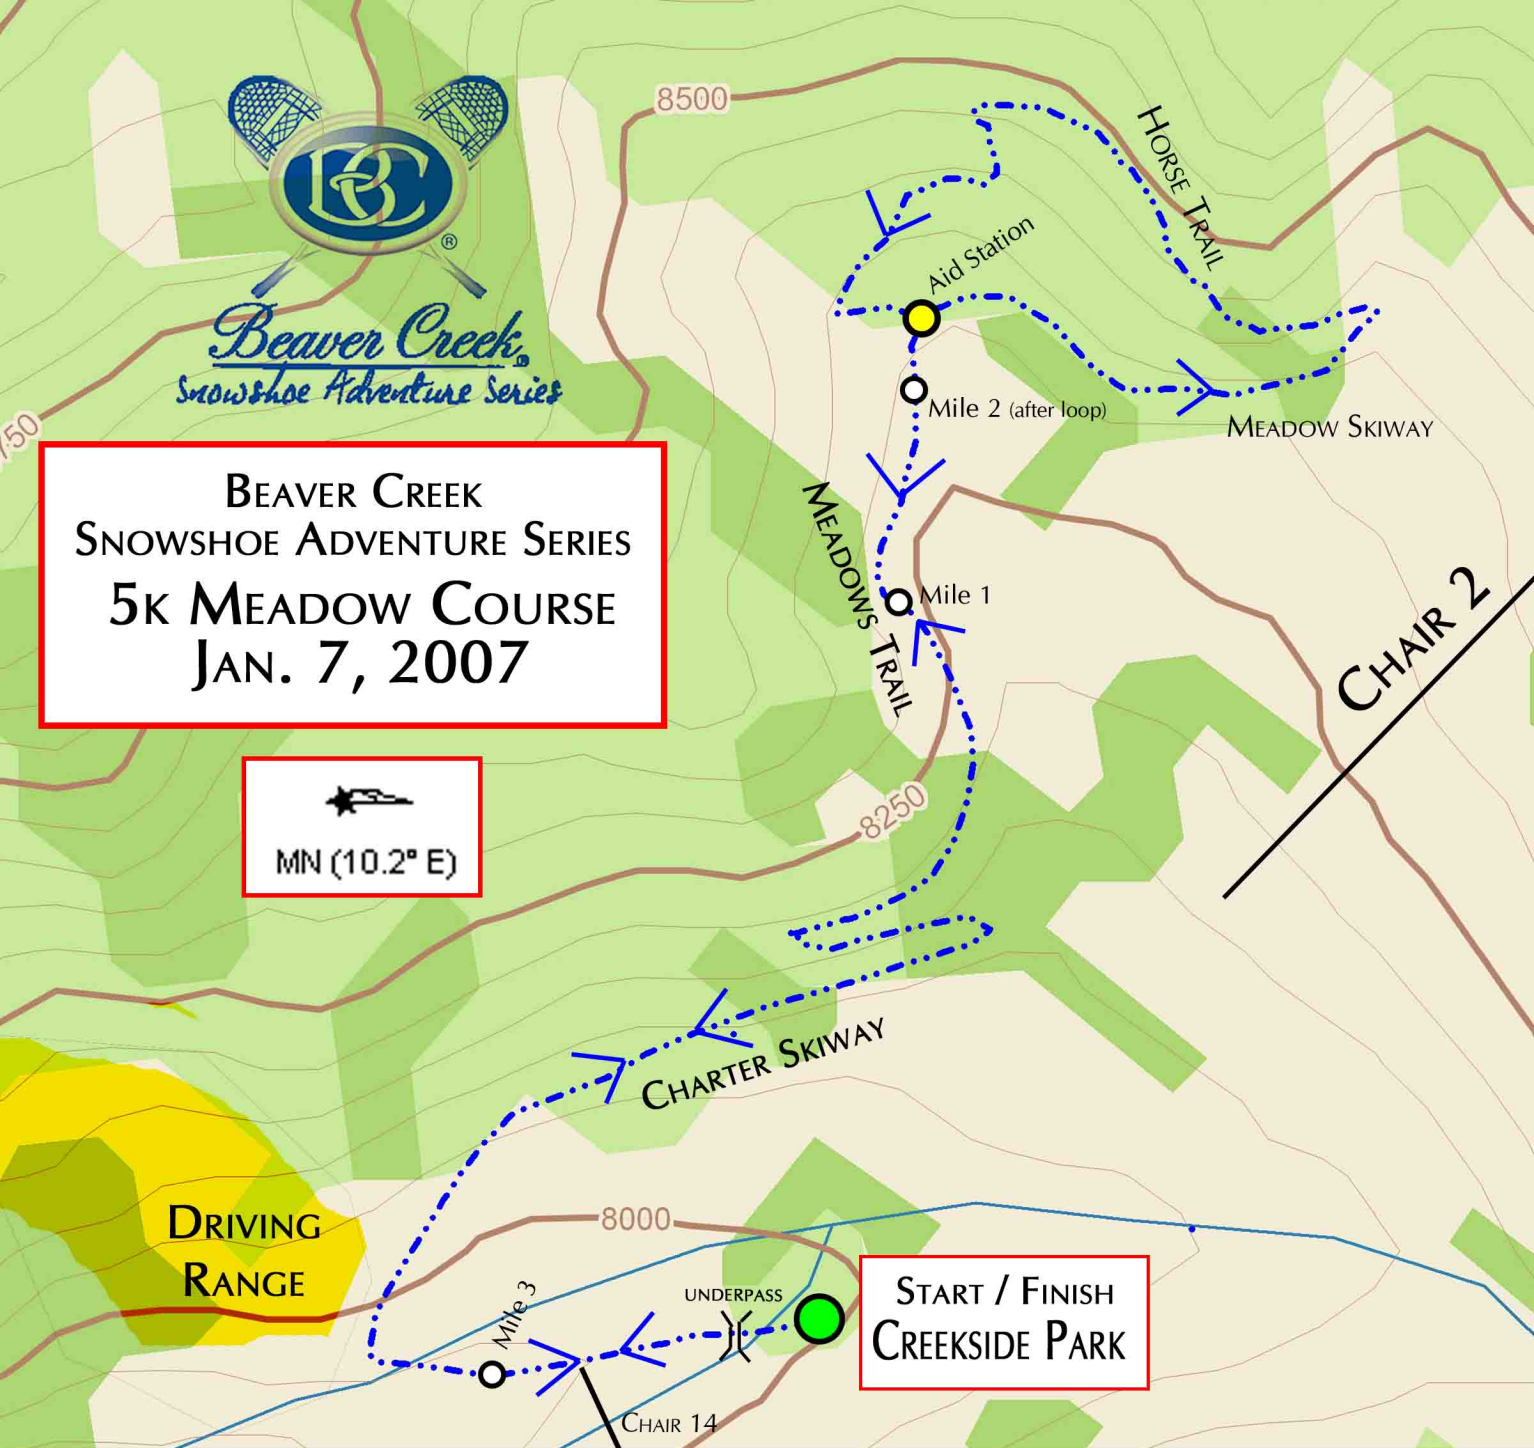 8500
HORSE TRAIL
BC
®
Aid Station
Beaver Creek®
Snowshoe Adventure Series
Mile 2 (after loop)
MEADOW SKIWAY
750
BEAVER CREEK
SNOWSHOE ADVENTURE SERIES
5K MEADOW COURSE
JAN. 7, 2007
MEADOWS TRAIL
Mile 1
CHAIR 2
8250
MN (10.2° E)
CHARTER SKIWAY
DRIVING
RANGE
8000
Mile 3
UNDERPASS
START / FINISH
CREEKSIDE PARK
CHAIR 14